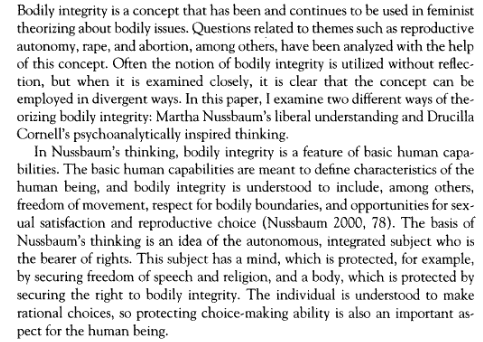 Bodily integrity is a concept that has been and continues to be used in feminist
theorizing about bodily issues. Questions related to themes such as reproductive
autonomy, rape, and abortion, among others, have been analyzed with the help
of this concept. Often the notion of bodily integrity is utilized without reflec-
tion, but when it is examined closely, it is clear that the concept can be
employed in divergent ways. In this paper, I examine two different ways of the-
orizing bodily integrity: Martha Nussbaum's liberal understanding and Drucilla
Cornell's psychoanalytically inspired thinking.
In Nussbaum's thinking, bodily integrity is a feature of basic human capa-
bilities. The basic human capabilities are meant to define characteristics of the
human being, and bodily integrity is understood to include, among others,
freedom of movement, respect for bodily boundaries, and opportunities for sex-
ual satisfaction and reproductive choice (Nussbaum 2000, 78). The basis of
Nussbaum's thinking is an idea of the autonomous, integrated subject who is
the bearer of rights. This subject has a mind, which is protected, for example,
by securing freedom of speech and religion, and a body, which is protected by
securing the right to bodily integrity. The individual is understood to make
rational choices, so protecting choice-making ability is also an important as-
pect for the human being.